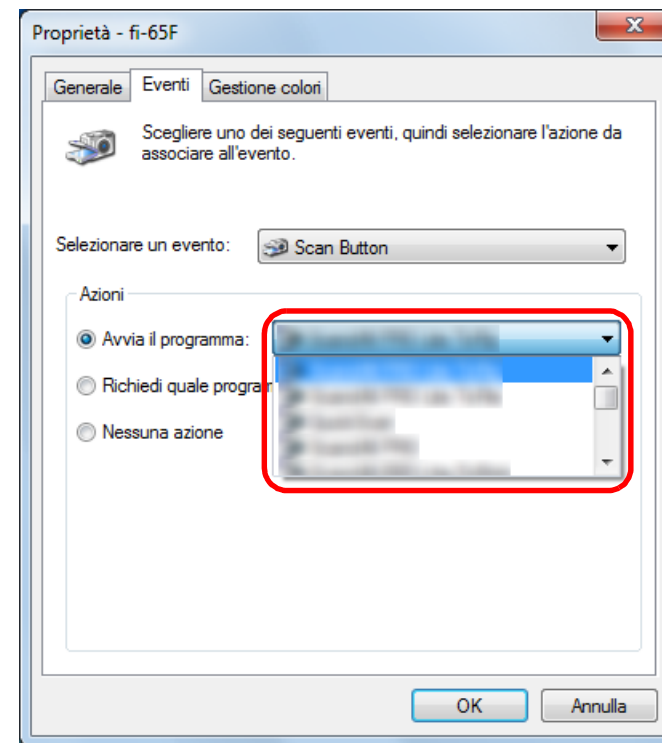 Proprietà - fi-65F
Generale Eventi Gestione colori
Scegliere uno dei seguenti eventi, quindi selezionare l'azione da
associare all'evento.
Selezionare un evento: Scan Button
Azioni
Avvia il programma:
Richiedi quale
Nessuna azione
OK Annulla